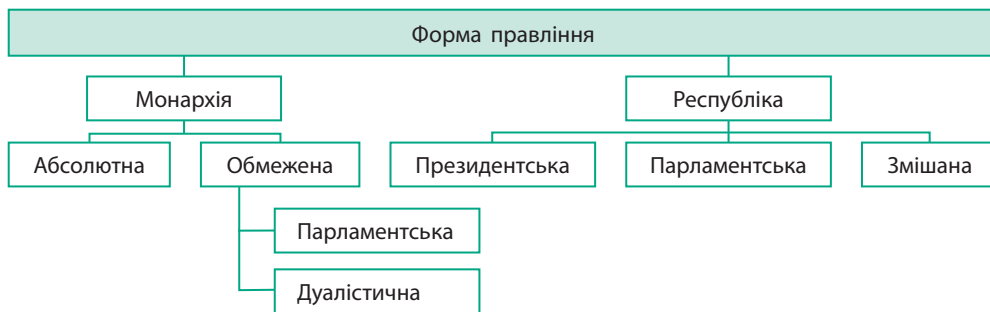 Форма правління
Монархія
Республіка
Абсолютна
Обмежена
Президентська
Парламентська
Змішана
Парламентська
Дуалістична